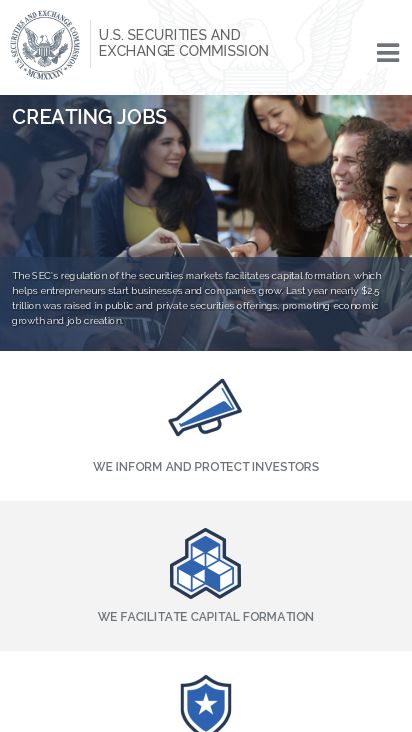 U.S. SECURITIES AND EXCHANGE COMMISSION
MCMXXXIV
U.S. SECURITIES AND
EXCHANGE COMMISSION
CREATING JOBS
The SEC's regulation of the securities markets facilitates capital formation, which
helps entrepreneurs start businesses and companies grow. Last year nearly $2.5
trillion was raised in public and private securities offerings, promoting economic
growth and job creation.
WE INFORM AND PROTECT INVESTORS
WE FACILITATE CAPITAL FORMATION